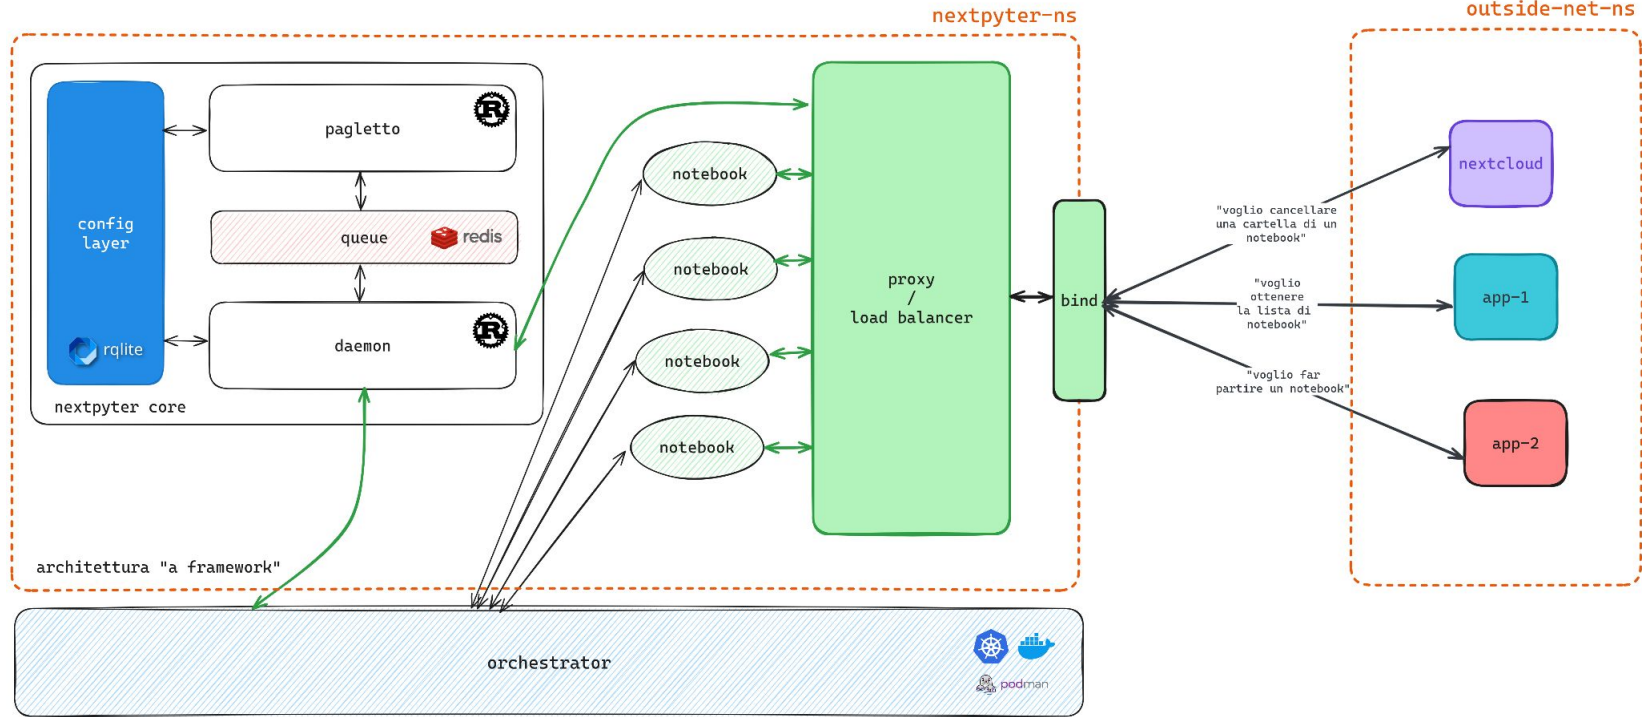 nextpyter-ns
outside-net-ns
config
layer
rqlite
pagletto
R
queue
redis
daemon
R
nextpyter core
notebook
notebook
notebook
notebook
proxy
/
load balancer
bind
"voglio cancellare
una cartella di un
notebook"
"voglio
ottenere
la lista di
notebook"
"voglio far
partire un notebook"
nextcloud
app-1
app-2
architettura "a framework"
orchestrator
podman